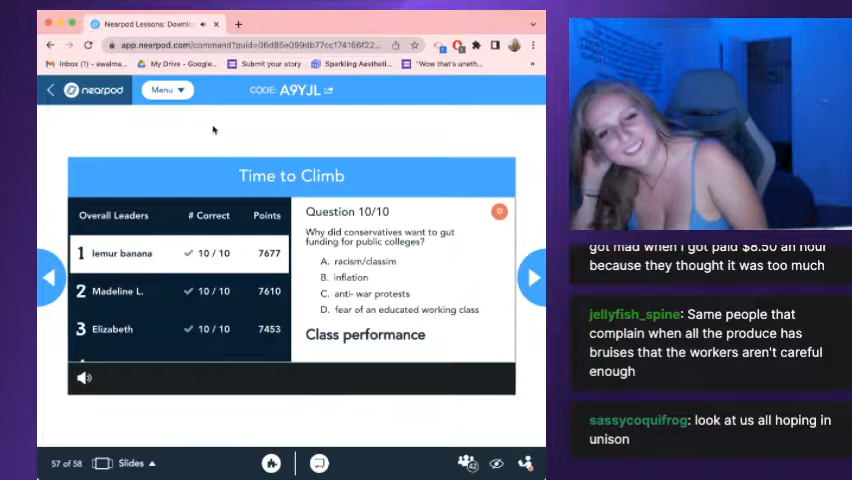 Nearpod Lessons: Downlo
app.nearpod.com/command?puid=06d85e099db77cc174166f22...
Inbox (1) - awalma...
My Drive - Google...
Submit your story
Sparkling Aesthetic...
"Wow that's uneth...
nearpod
Menu
CODE: A9YJL
Time to Climb
Overall Leaders # Correct Points
1 lemur banana 10 / 10 7677
2 Madeline L. 10 / 10 7610
3 Elizabeth 10 / 10 7453
Question 10/10
0
Why did conservatives want to gut
funding for public colleges?
A. racism/classim
B. inflation
C. anti- war protests
D. fear of an educated working class
Class performance
57 of 58
Slides
42
got mad when I got paid $8.50 an hour
because they thought it was too much
jellyfish_spine: Same people that
complain when all the produce has
bruises that the workers aren't careful
enough
sassycoquifrog: look at us all hoping in
unison